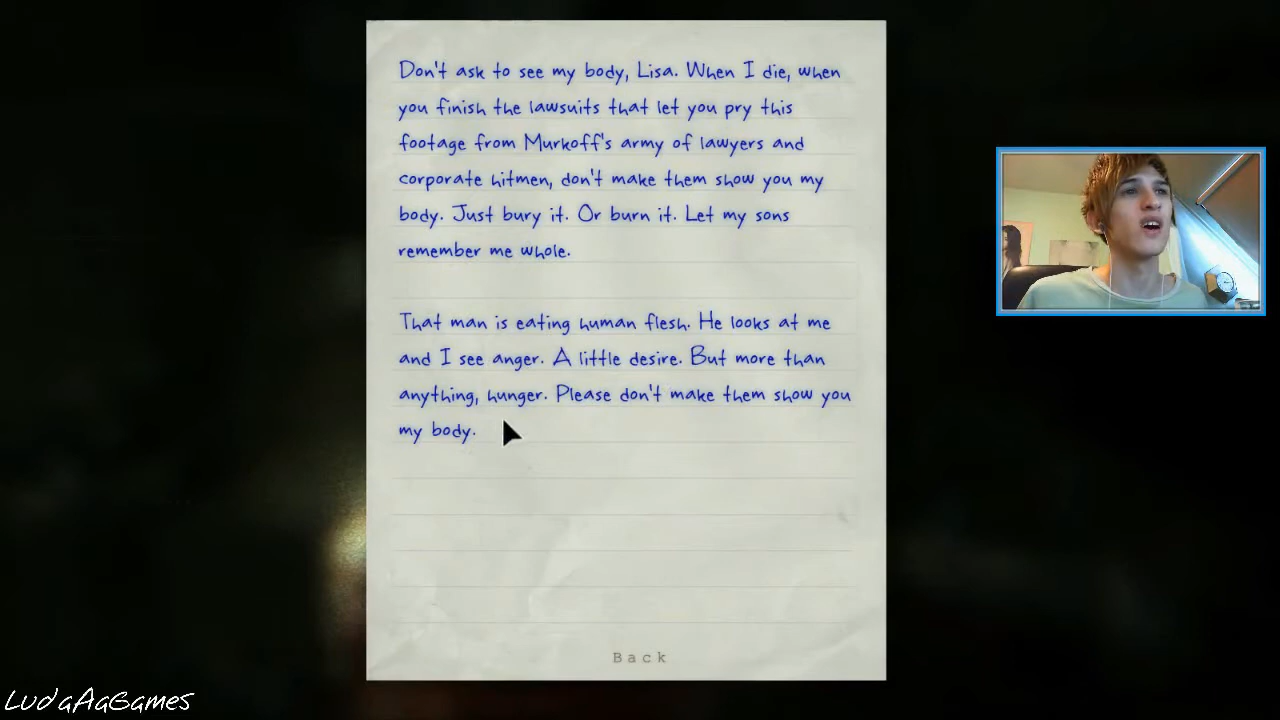 Don't ask to see my body, Lisa. When I die, when
you finish the lawsuits that let you pry this
footage from Murkoff's army of lawyers and
corporate hitmen, don't make them show you my
body. Just bury it. Or burn it. Let my sons
remember me whole.
That man is eating human flesh. He looks at me
and I see anger. A little desire. But more than
anything, hunger. Please don't make them show you
my body.
Back
LudaAaGames